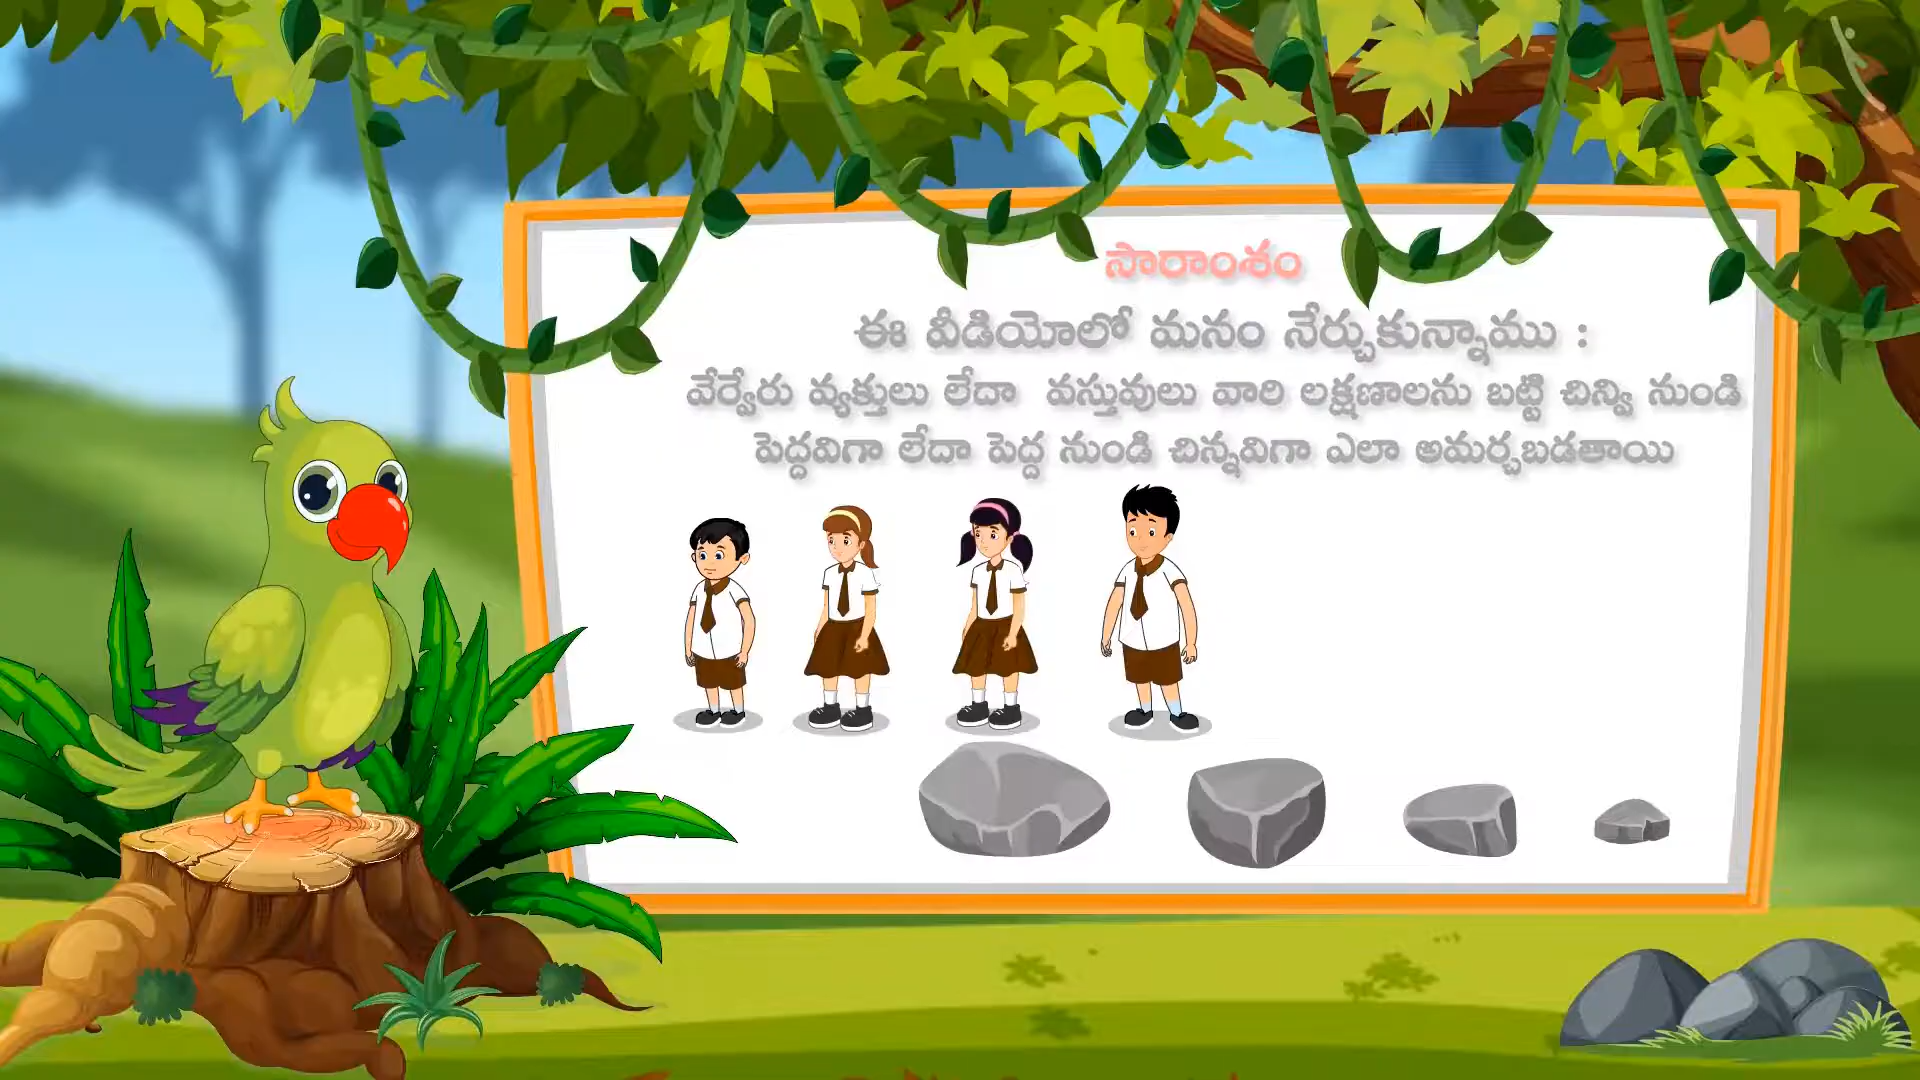 సారాంశం
ఈ వీడియోలో మనం నేర్చుకున్నాము :
వేర్వేరు వ్యక్తులు లేదా వస్తువులు వారి లక్షణాలను బట్టి చిన్వి నుండి
పెద్దవిగా లేదా పెద్ద నుండి చిన్నవిగా ఎలా అమర్చబడతాయి